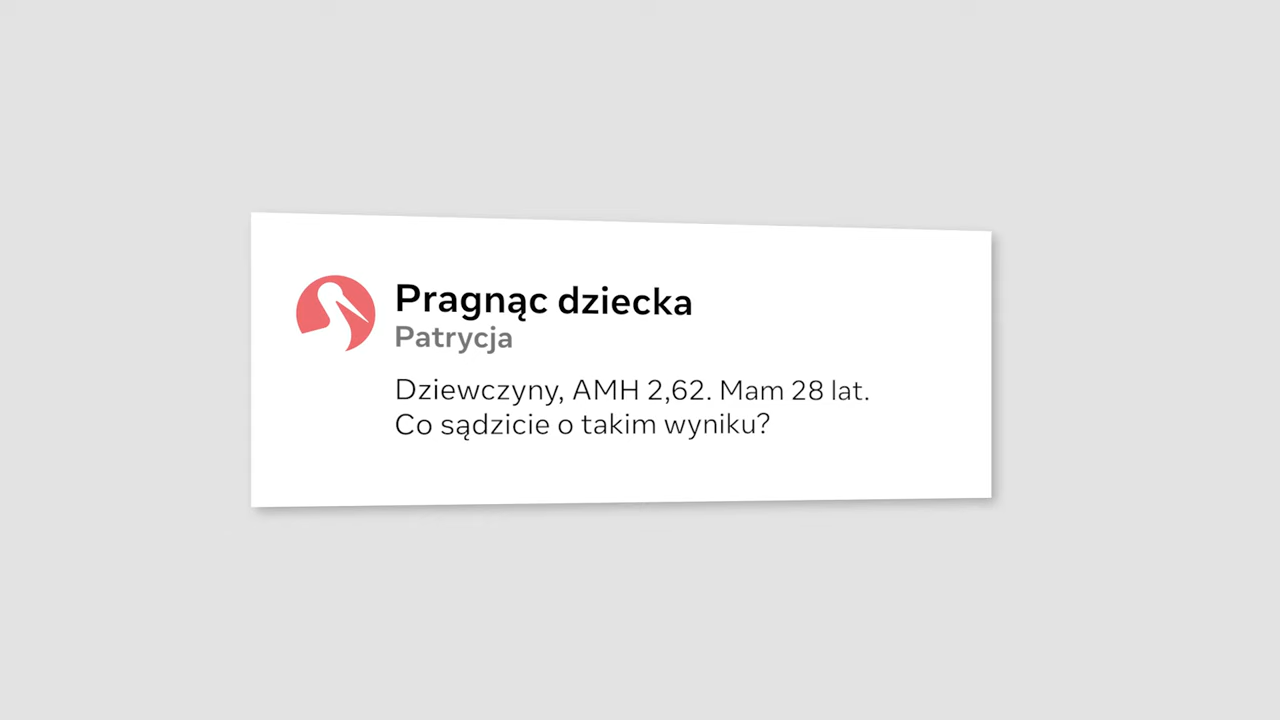 Pragnąc dziecka
Patrycja
Dziewczyny, AMH 2,62. Mam 28 lat.
Co sądzicie o takim wyniku?